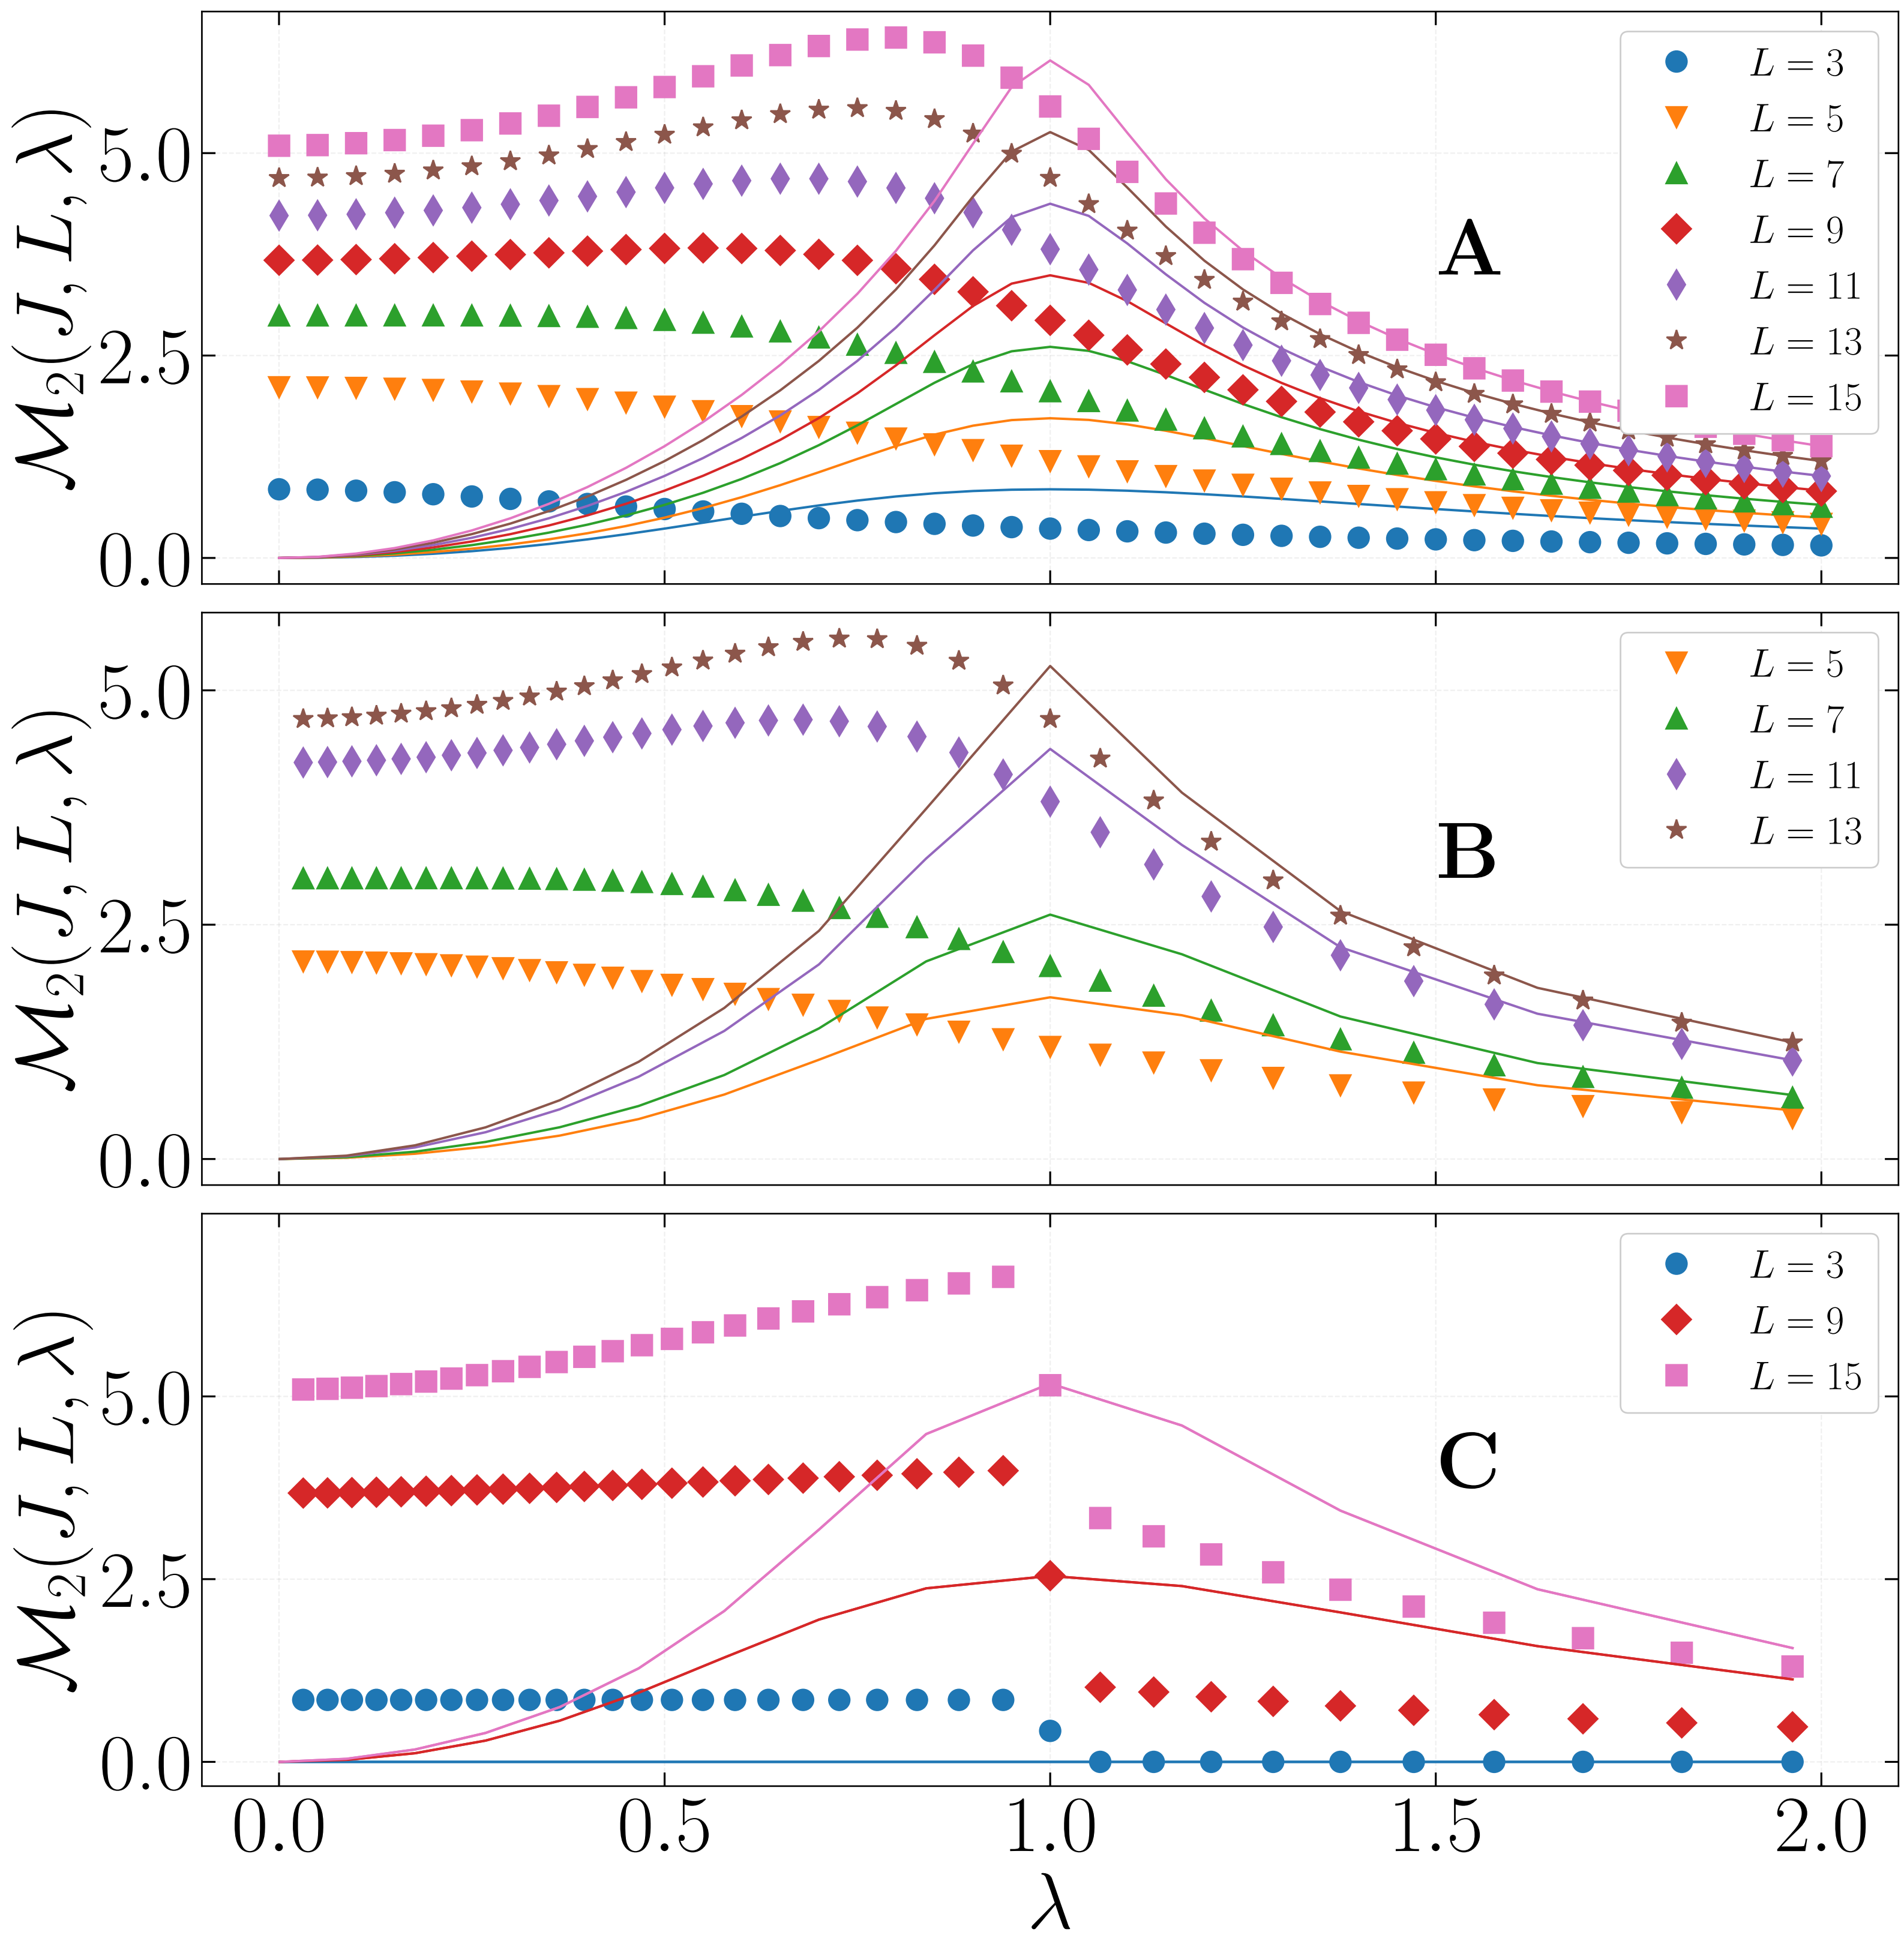 𝓜₂(J, L, λ)
5.0
2.5
0.0
A
L = 3
L = 5
L = 7
L = 9
L = 11
L = 13
L = 15
𝓜₂(J, L, λ)
5.0
2.5
0.0
B
L = 5
L = 7
L = 11
L = 13
𝓜₂(J, L, λ)
5.0
2.5
0.0
C
L = 3
L = 9
L = 15
0.0 0.5 1.0 1.5 2.0
λ